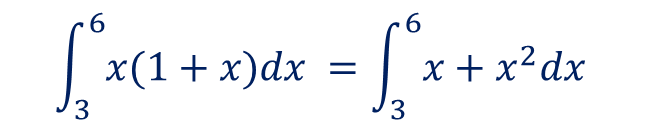 ∫₃⁶ x(1 + x)dx = ∫₃⁶ x + x²dx